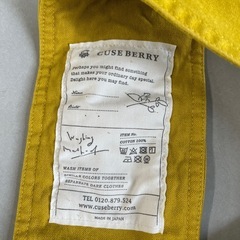 CUSE BERRY
Perhaps you might find something
that makes your ordinary day special.
Delight here you may find.
Name
ITEM No.
COTTON 100%
WASH ITEMS OF
SIMILAR COLORS TOGETHER
SEPARATE DARK CLOTHES
TEL 0120.879.324
www.cuseberry.com
made in JAPAN